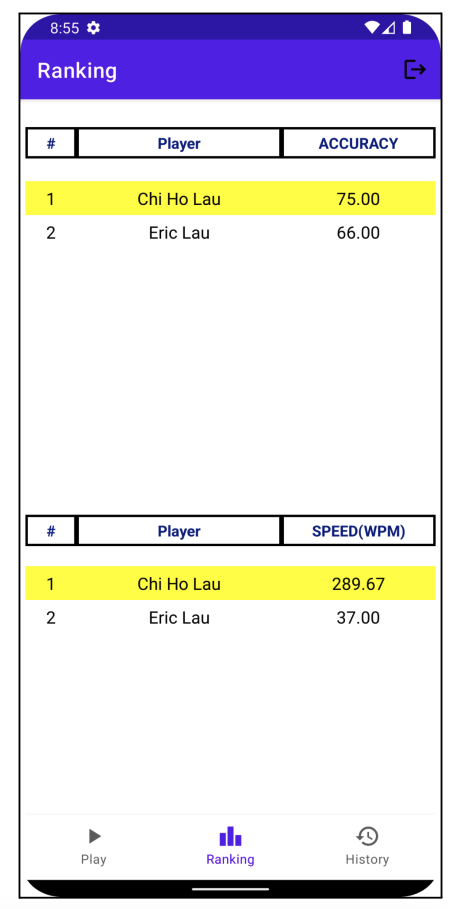 8:55
Ranking
# Player ACCURACY
1 Chi Ho Lau 75.00
2 Eric Lau 66.00
# Player SPEED(WPM)
1 Chi Ho Lau 289.67
2 Eric Lau 37.00
Play Ranking History